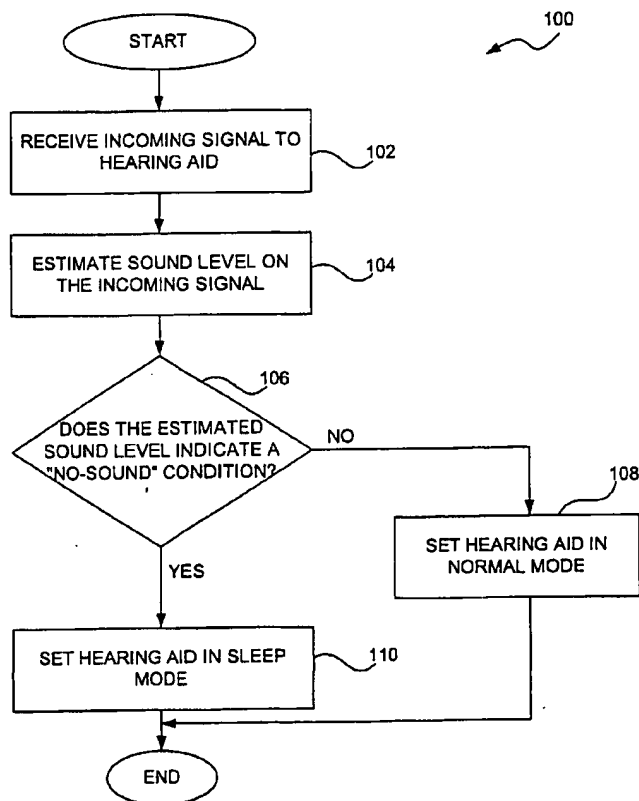 START
100
RECEIVE INCOMING SIGNAL TO
HEARING AID
102
ESTIMATE SOUND LEVEL ON
THE INCOMING SIGNAL
104
106
DOES THE ESTIMATED
SOUND LEVEL INDICATE A
"NO-SOUND" CONDITION?
NO
108
SET HEARING AID IN
NORMAL MODE
YES
SET HEARING AID IN SLEEP
MODE
110
END